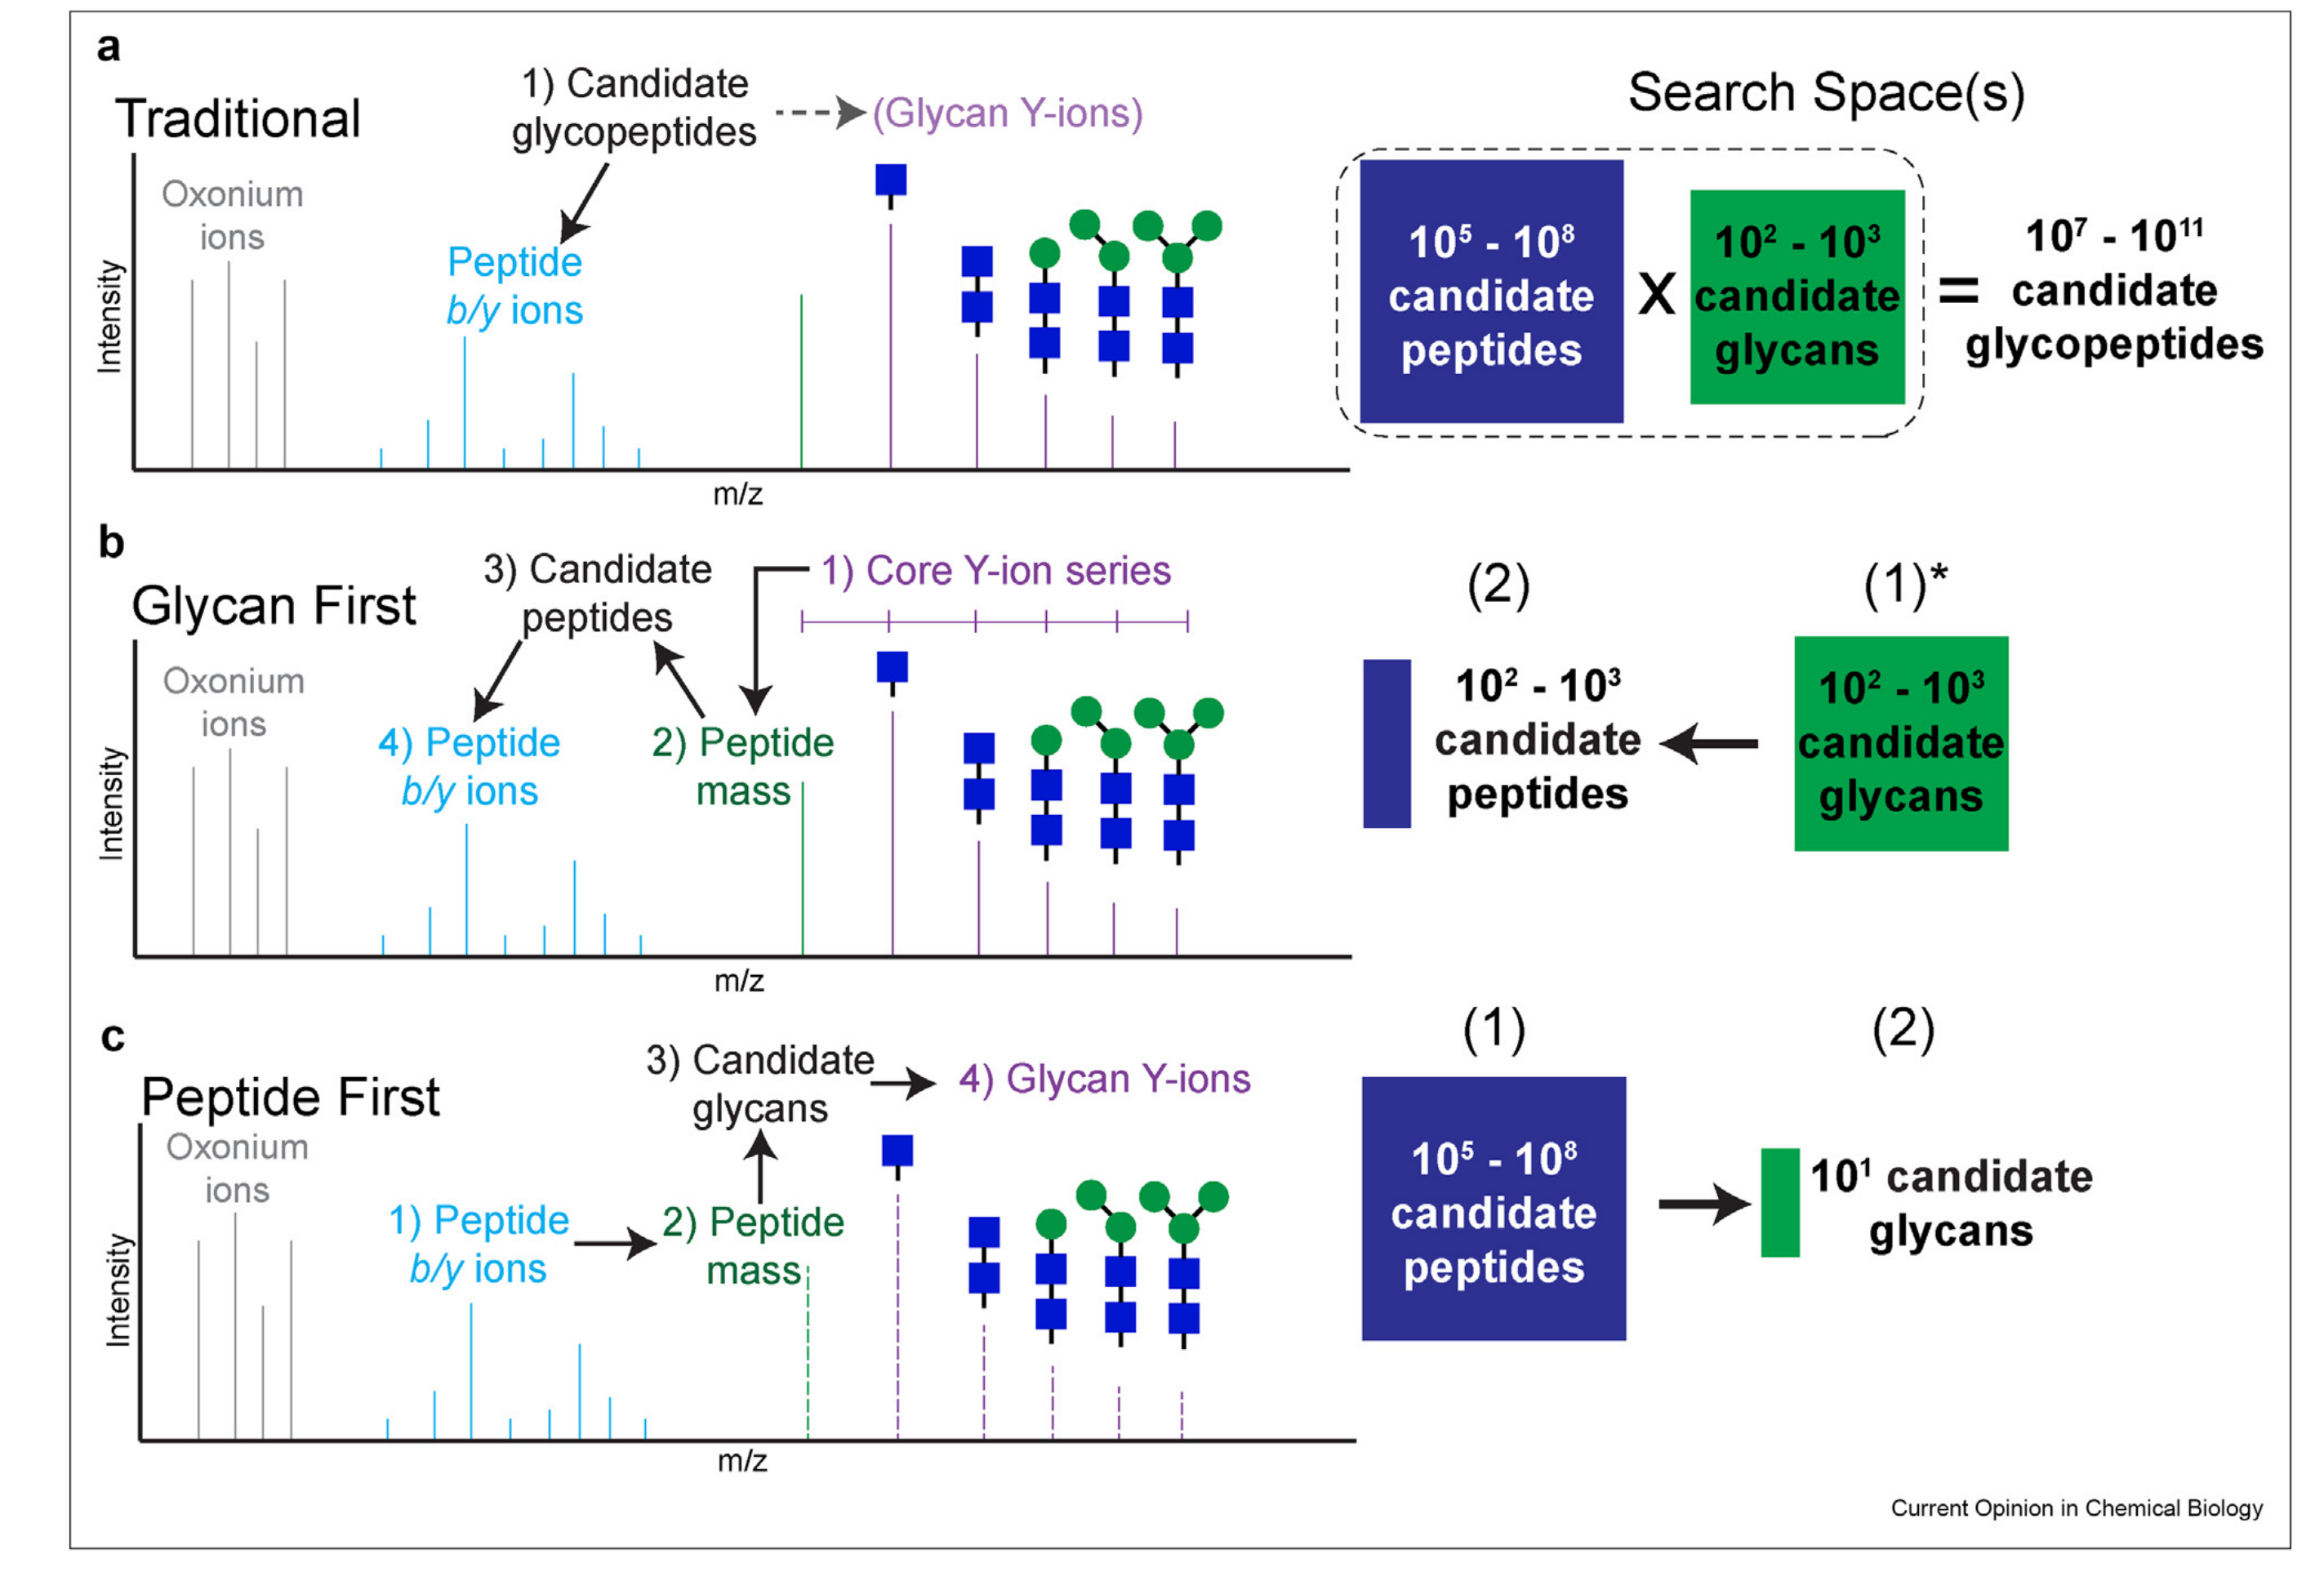 a
Traditional
1) Candidate
glycopeptides
(Glycan Y-ions)
Search Space(s)
Oxonium
ions
Peptide
b/y ions
Intensity
m/z
10⁵ - 10⁸
candidate
peptides
X
10² - 10³
candidate
glycans
=
10⁷ - 10¹¹
candidate
glycopeptides
b
Glycan First
3) Candidate
peptides
1) Core Y-ion series
Oxonium
ions
4) Peptide
b/y ions
2) Peptide
mass
Intensity
m/z
(2)
(1)*
10² - 10³
candidate
peptides
10² - 10³
candidate
glycans
c
Peptide First
3) Candidate
glycans
4) Glycan Y-ions
Oxonium
ions
1) Peptide
b/y ions
2) Peptide
mass
Intensity
m/z
(1)
(2)
10⁵ - 10⁸
candidate
peptides
10¹ candidate
glycans
Current Opinion in Chemical Biology